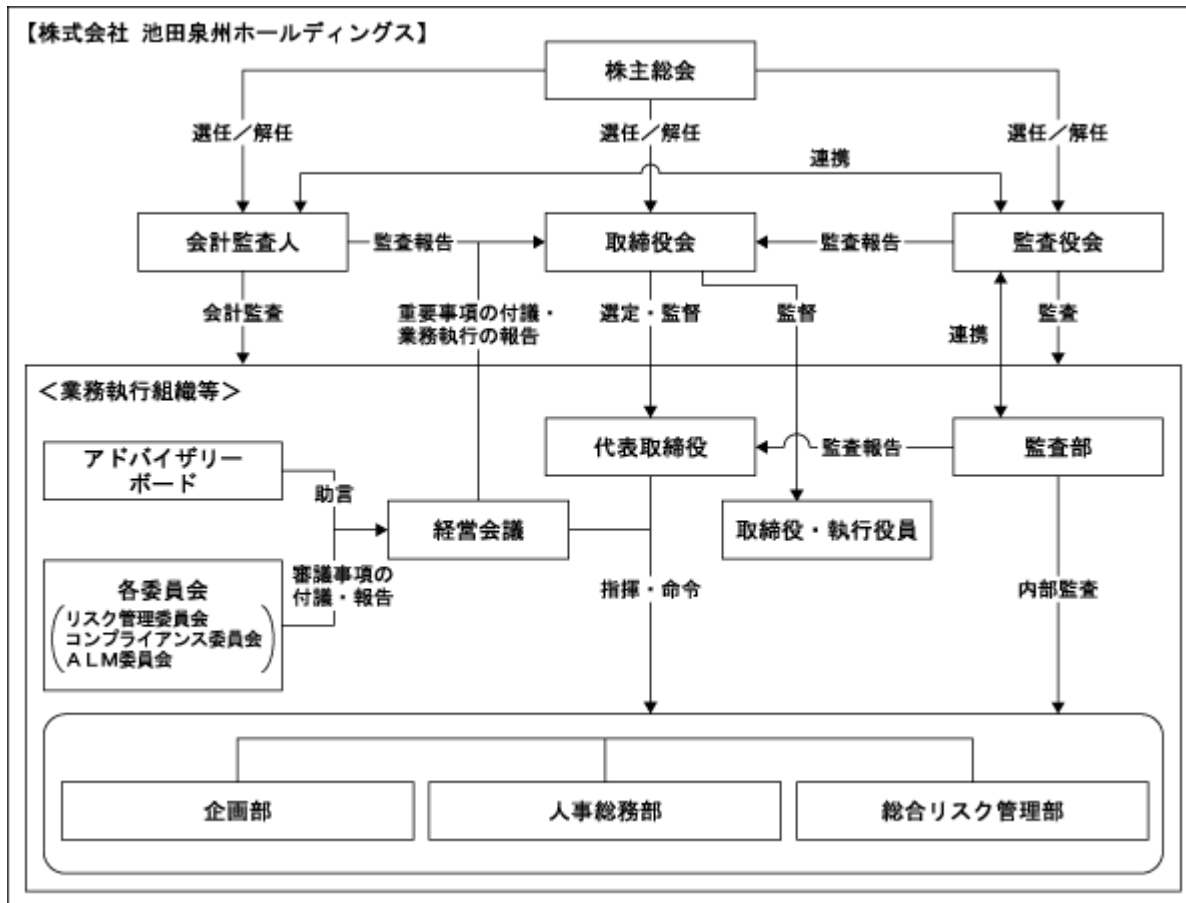 【株式会社 池田泉州ホールディングス】
株主総会
選任／解任
選任／解任
選任／解任
連携
会計監査人
監査報告
取締役会
監査報告
監査役会
会計監査
重要事項の付議・
業務執行の報告
選定・監督
監督
連携
監査
＜業務執行組織等＞
アドバイザリー
ボード
代表取締役
監査報告
監査部
助言
経営会議
取締役・執行役員
各委員会
リスク管理委員会
コンプライアンス委員会
ＡＬＭ委員会
審議事項の
付議・報告
指揮・命令
内部監査
企画部
人事総務部
総合リスク管理部